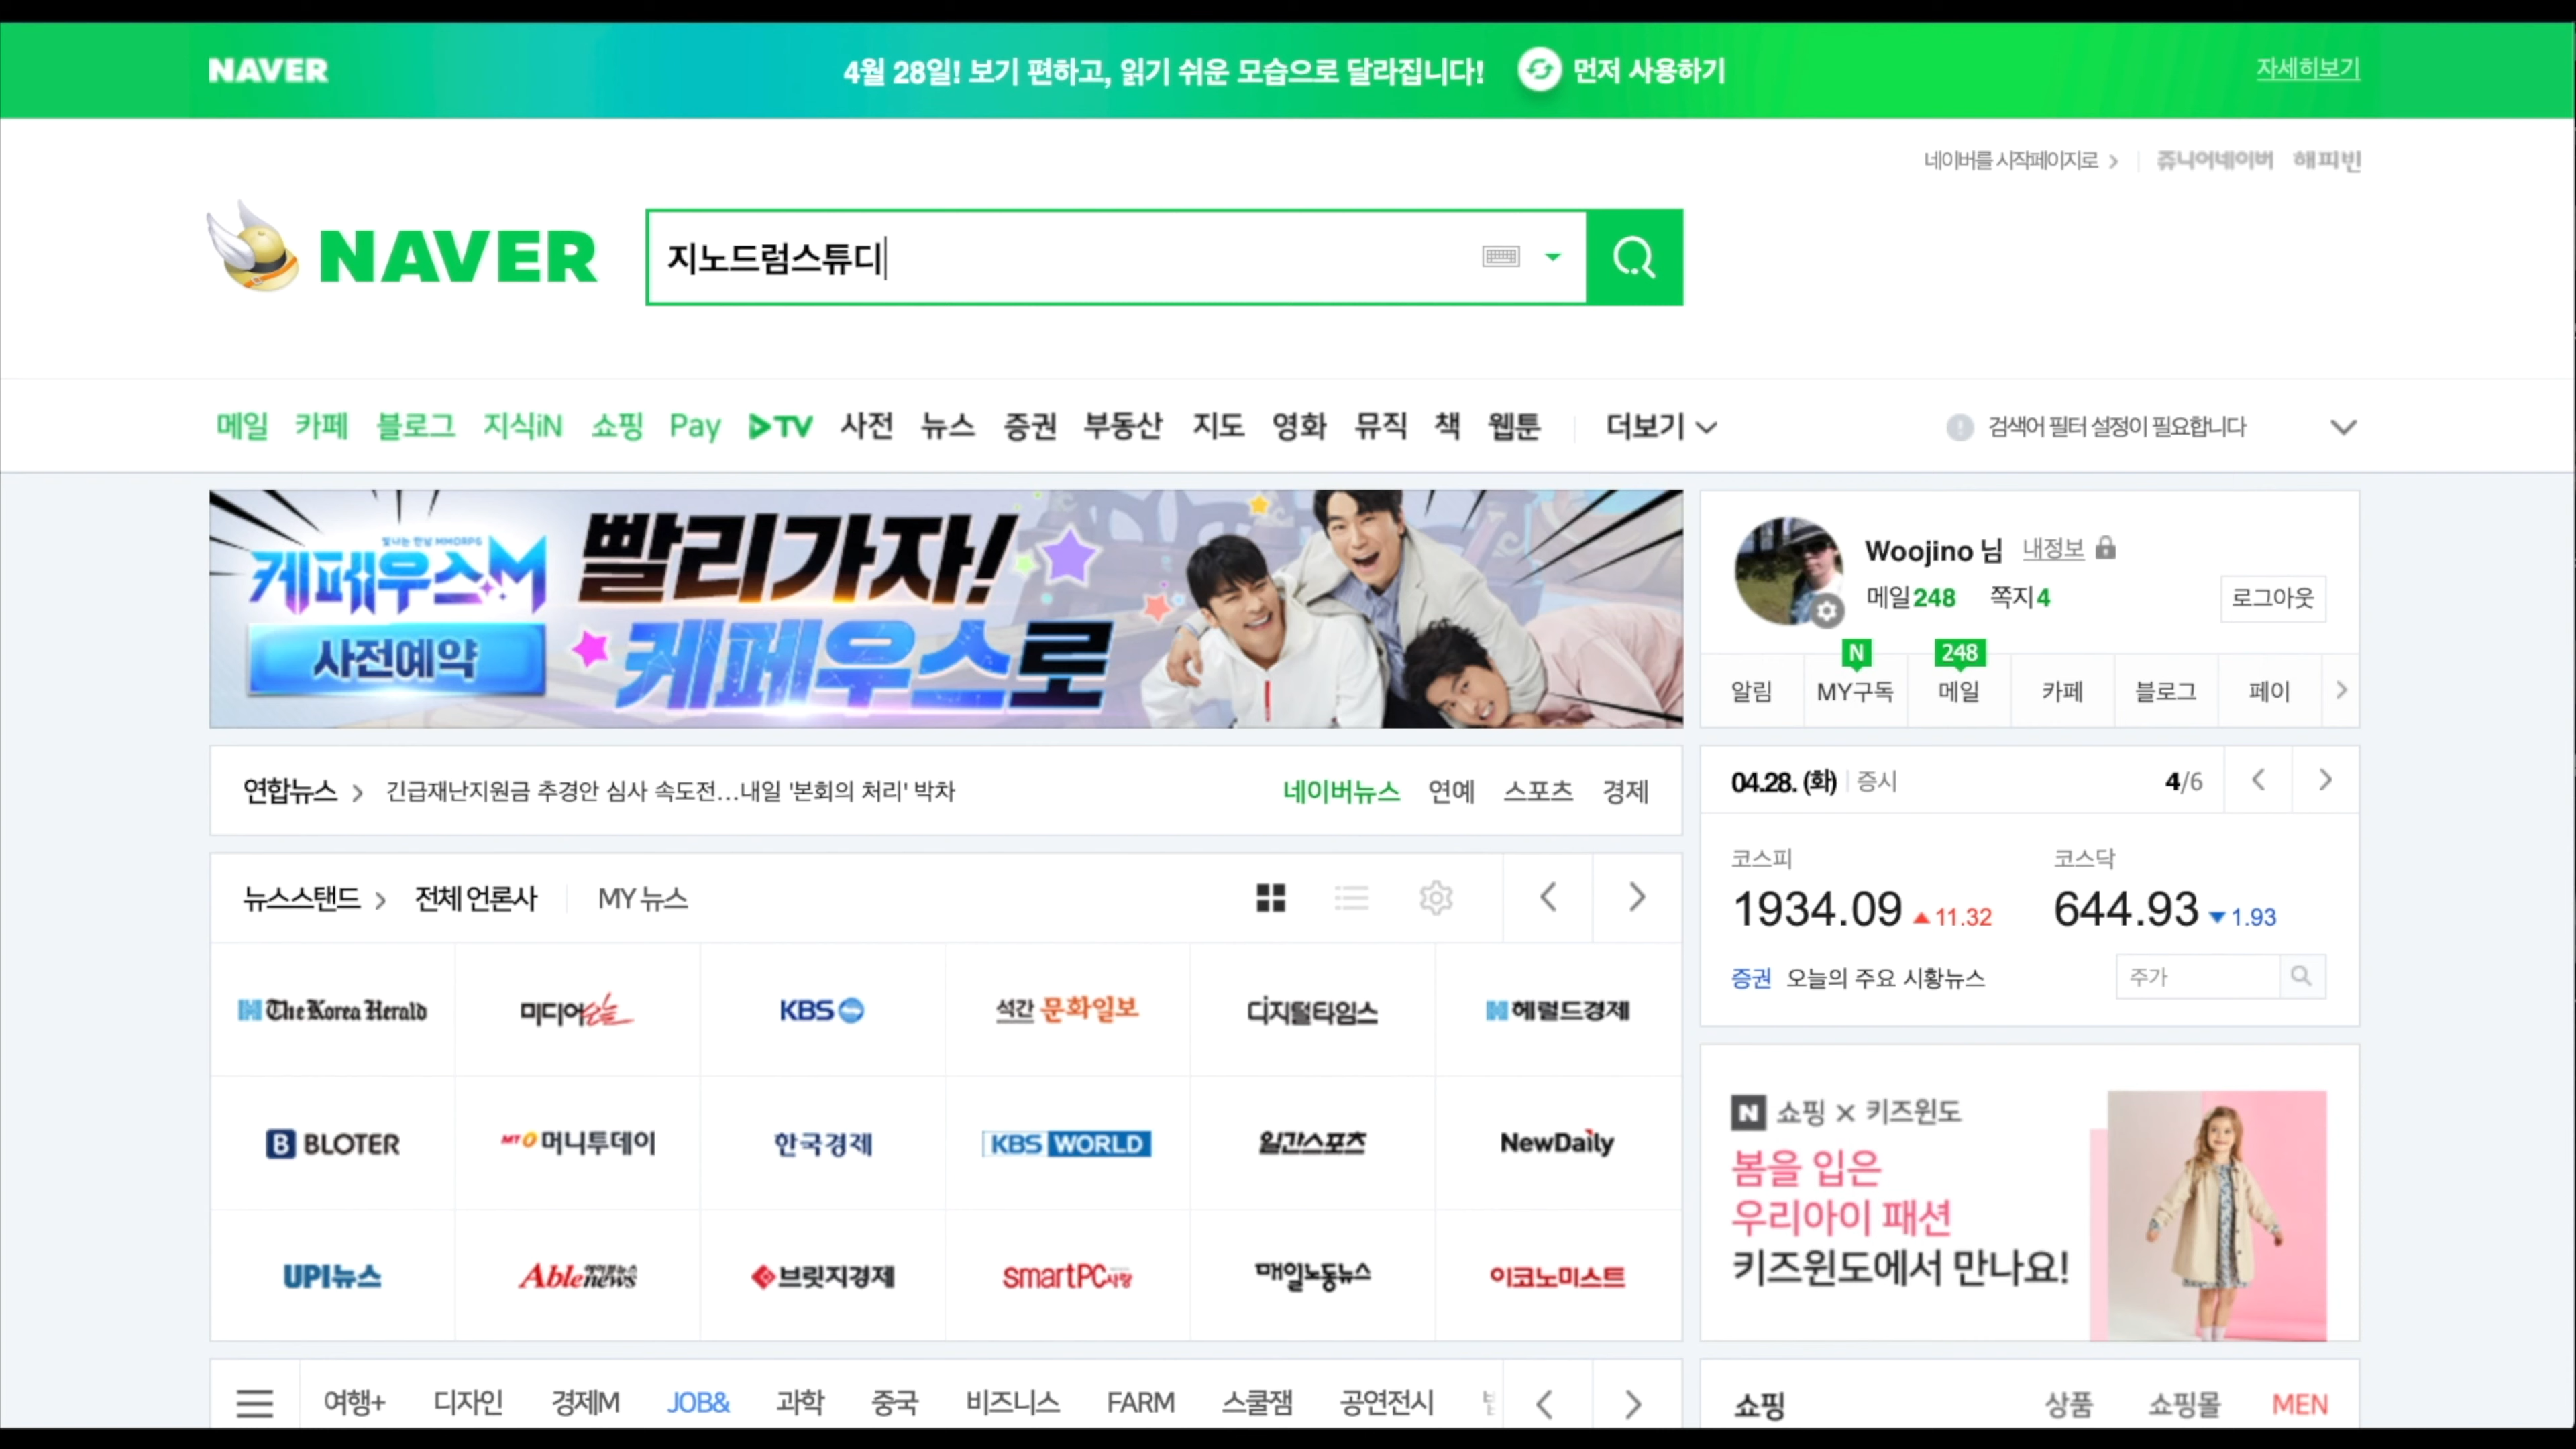 NAVER
4월 28일! 보기 편하고, 읽기 쉬운 모습으로 달라집니다! 먼저 사용하기
자세히보기
네이버를 시작페이지로 쥬니어네이버 해피빈
NAVER
지노드럼스튜디
메일 카페 블로그 지식iN 쇼핑 Pay TV 사전 뉴스 증권 부동산 지도 영화 뮤직 책 웹툰 더보기
검색어 필터 설정이 필요합니다
빛나는 만남 MMORPG
케페우스M
사전예약
빨리가자!
케페우스로
Woojino 님 내정보
메일248 쪽지4
로그아웃
N 248
알림 MY구독 메일 카페 블로그 페이
연합뉴스 긴급재난지원금 추경안 심사 속도전…내일 '본회의 처리' 박차
네이버뉴스 연예 스포츠 경제
04.28. (화) 증시 4/6
코스피 코스닥
1934.09 ▲11.32 644.93 ▼1.93
증권 오늘의 주요 시황뉴스 주가
뉴스스탠드 전체 언론사 MY 뉴스
The Korea Herald 미디어오늘 KBS 석간 문화일보 디지털타임스 헤럴드경제
B BLOTER MTO 머니투데이 한국경제 KBS WORLD 일간스포츠 NewDaily
UPI뉴스 Ablenews 에이블뉴스 브릿지경제 smartPC사랑 매일노동뉴스 이코노미스트
N 쇼핑 × 키즈윈도
봄을 입은
우리아이 패션
키즈윈도에서 만나요!
여행+ 디자인 경제M JOB& 과학 중국 비즈니스 FARM 스쿨잼 공연전시
쇼핑 상품 쇼핑몰 MEN